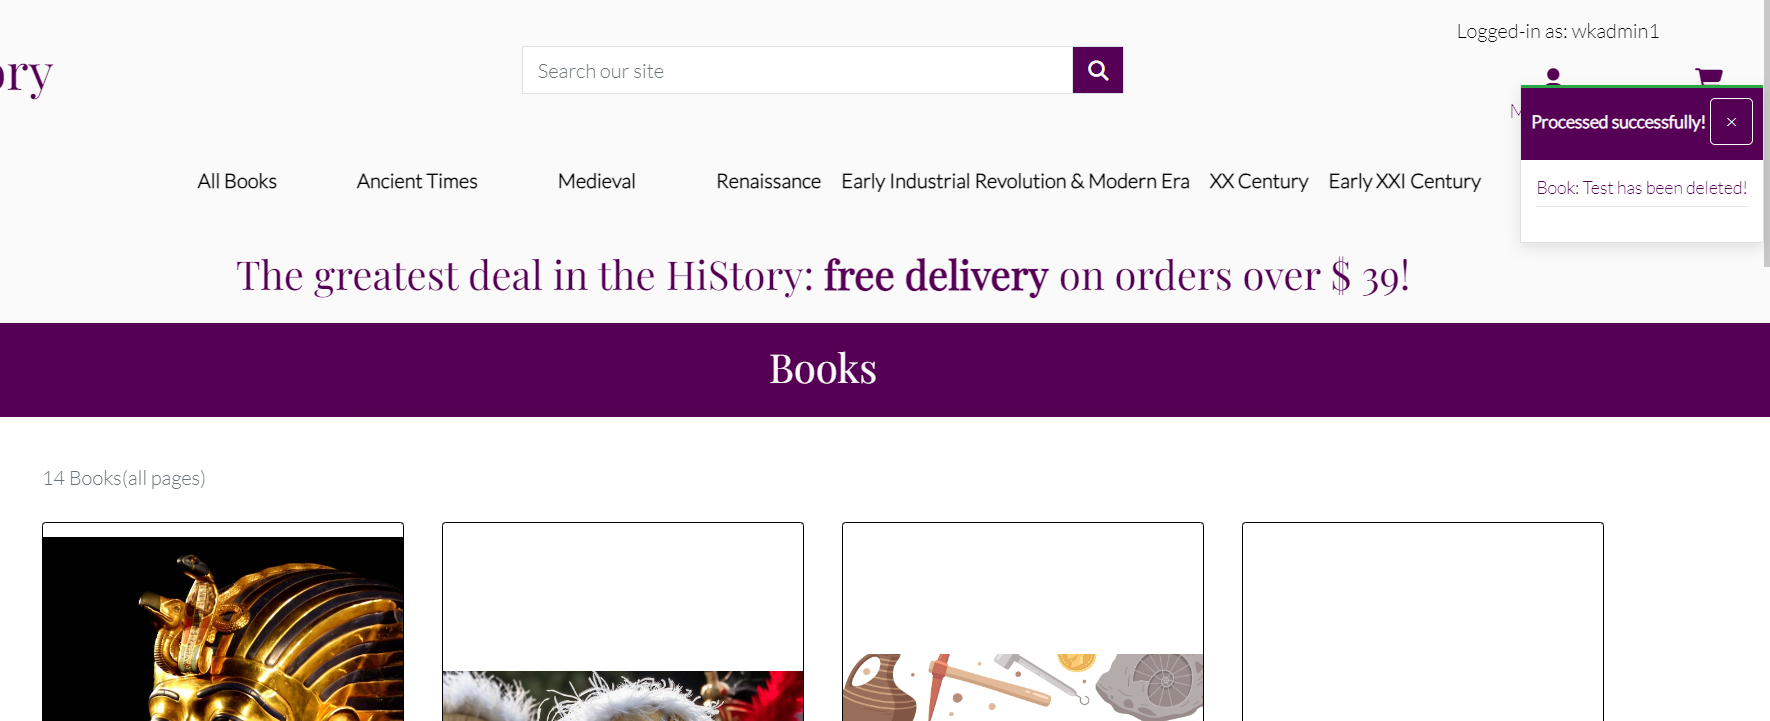 Logged-in as: wkadmin1
ory
Search our site
M
Processed successfully! ×
Book: Test has been deleted!
All Books Ancient Times Medieval Renaissance Early Industrial Revolution & Modern Era XX Century Early XXI Century
The greatest deal in the HiStory: free delivery on orders over $ 39!
Books
14 Books(all pages)